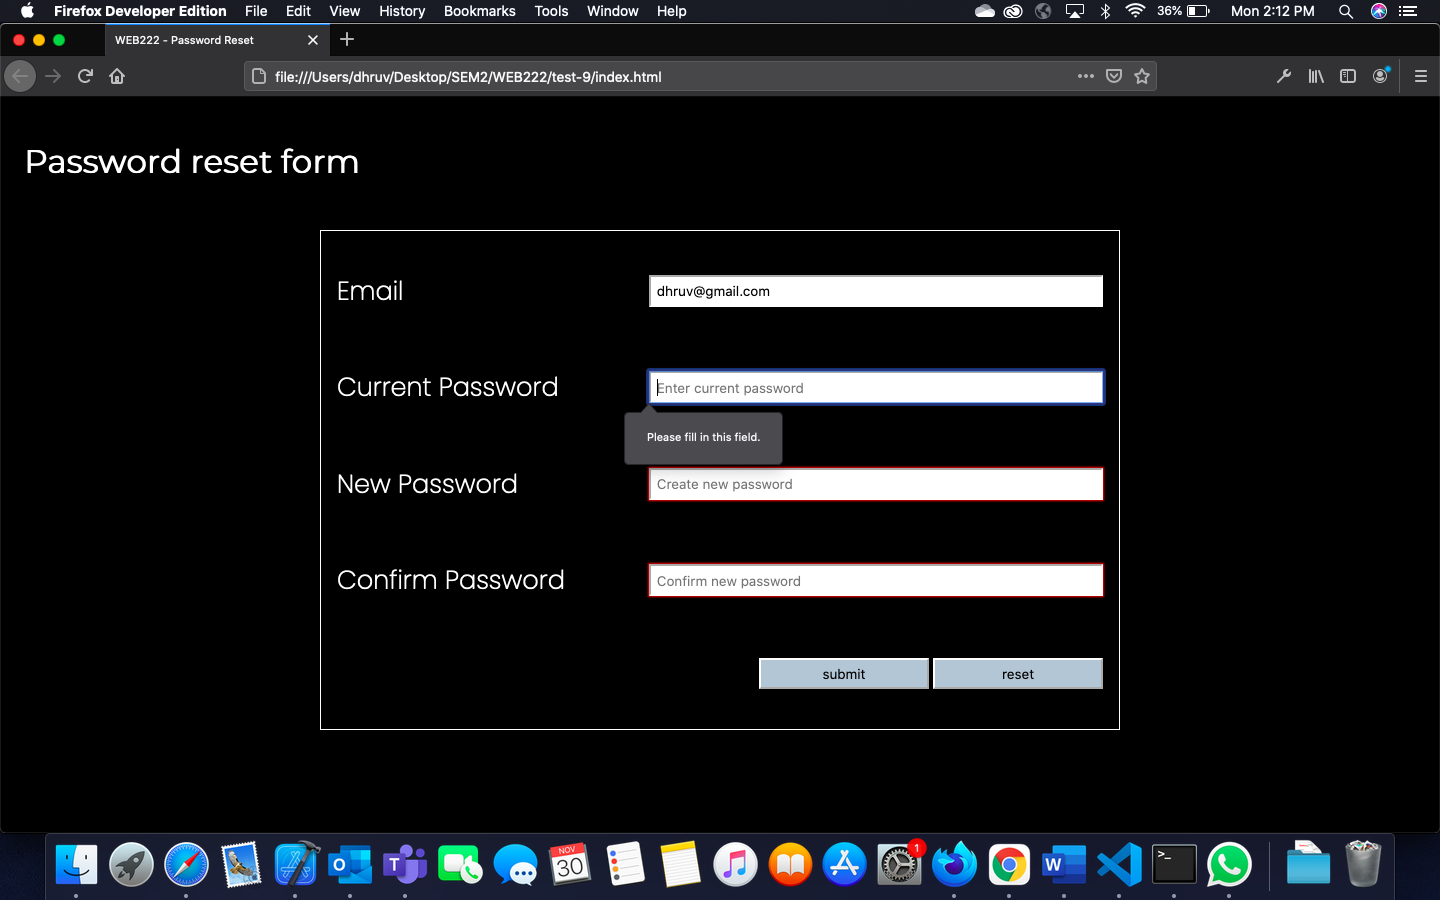 Firefox Developer Edition File Edit View History Bookmarks Tools Window Help 36% Mon 2:12 PM
WEB222 - Password Reset
file:///Users/dhruv/Desktop/SEM2/WEB222/test-9/index.html
Password reset form
Email dhruv@gmail.com
Current Password Enter current password
Please fill in this field.
New Password Create new password
Confirm Password Confirm new password
submit reset
NOV
30
1
O
T
W
>_